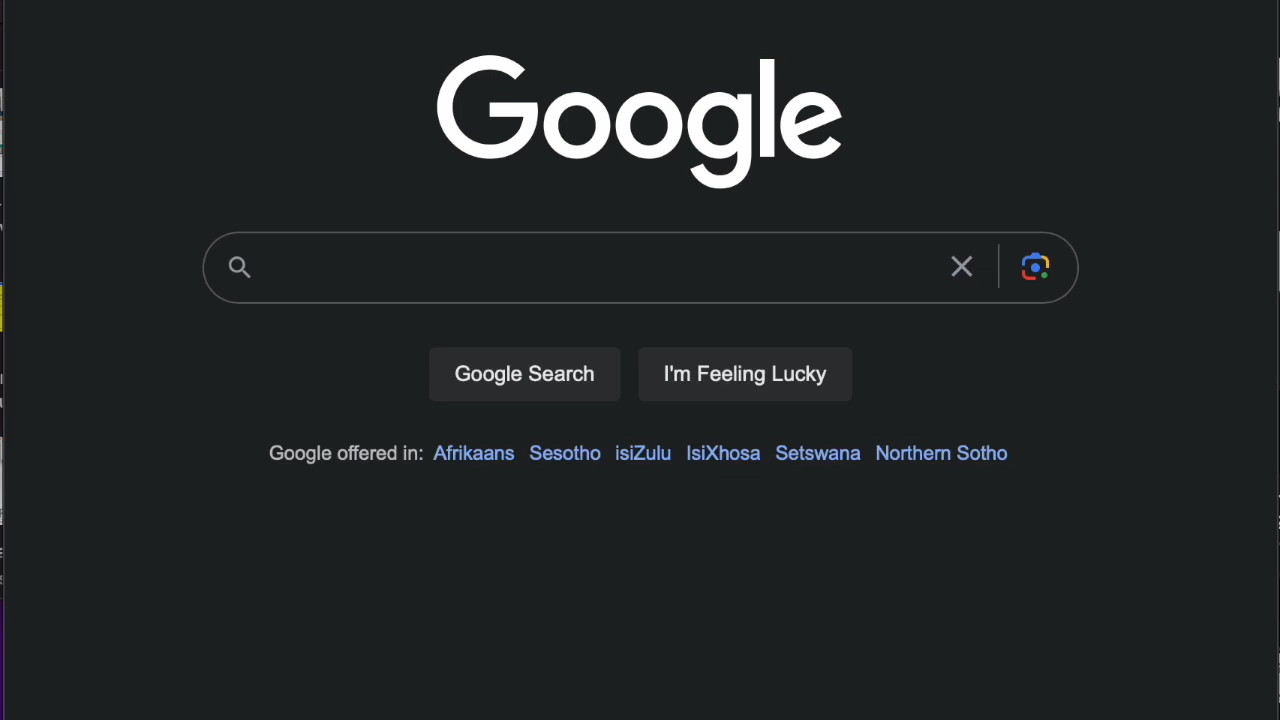 Google
Google Search
I'm Feeling Lucky
Google offered in: Afrikaans Sesotho isiZulu IsiXhosa Setswana Northern Sotho